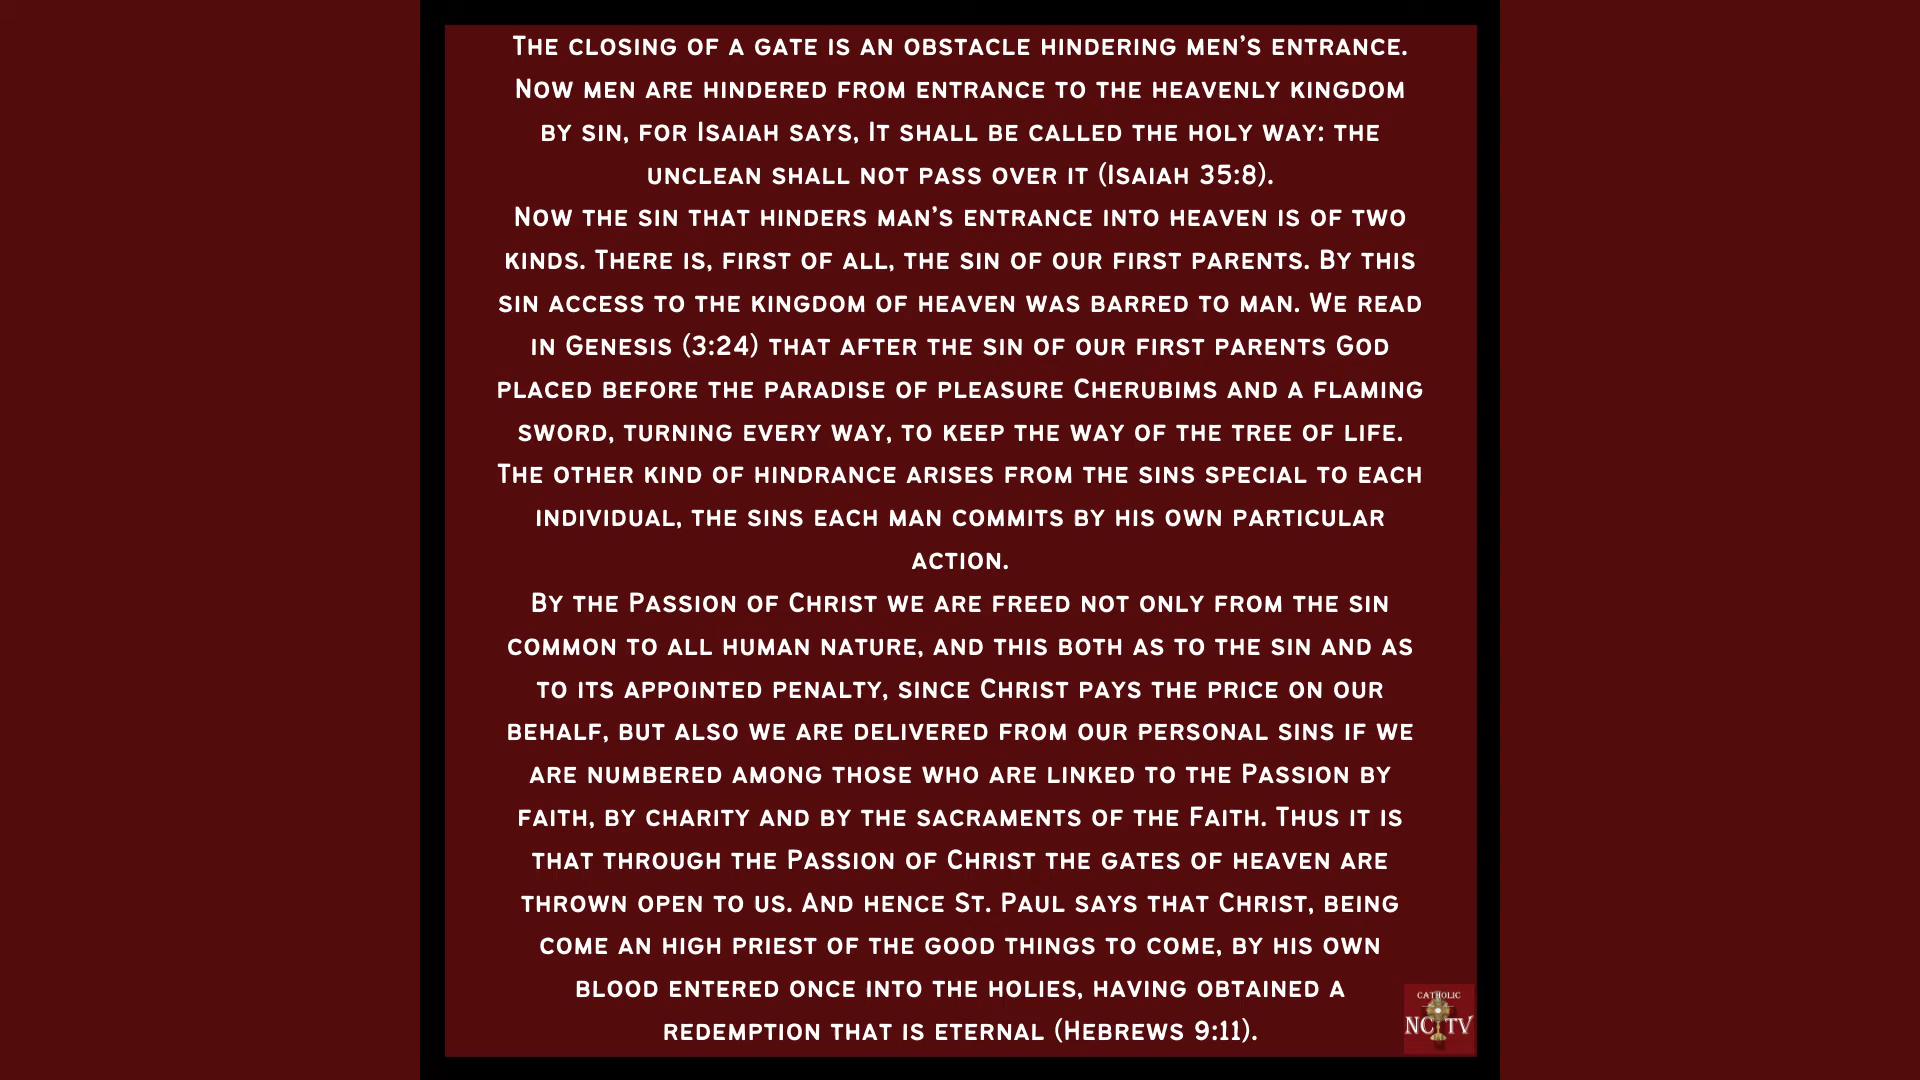 The closing of a gate is an obstacle hindering men’s entrance.
Now men are hindered from entrance to the heavenly kingdom
by sin, for Isaiah says, It shall be called the holy way: the
unclean shall not pass over it (Isaiah 35:8).
Now the sin that hinders man’s entrance into heaven is of two
kinds. There is, first of all, the sin of our first parents. By this
sin access to the kingdom of heaven was barred to man. We read
in Genesis (3:24) that after the sin of our first parents God
placed before the paradise of pleasure Cherubims and a flaming
sword, turning every way, to keep the way of the tree of life.
The other kind of hindrance arises from the sins special to each
individual, the sins each man commits by his own particular
action.
By the Passion of Christ we are freed not only from the sin
common to all human nature, and this both as to the sin and as
to its appointed penalty, since Christ pays the price on our
behalf, but also we are delivered from our personal sins if we
are numbered among those who are linked to the Passion by
faith, by charity and by the sacraments of the Faith. Thus it is
that through the Passion of Christ the gates of heaven are
thrown open to us. And hence St. Paul says that Christ, being
come an high priest of the good things to come, by his own
blood entered once into the holies, having obtained a
redemption that is eternal (Hebrews 9:11).
CATHOLIC
NC TV